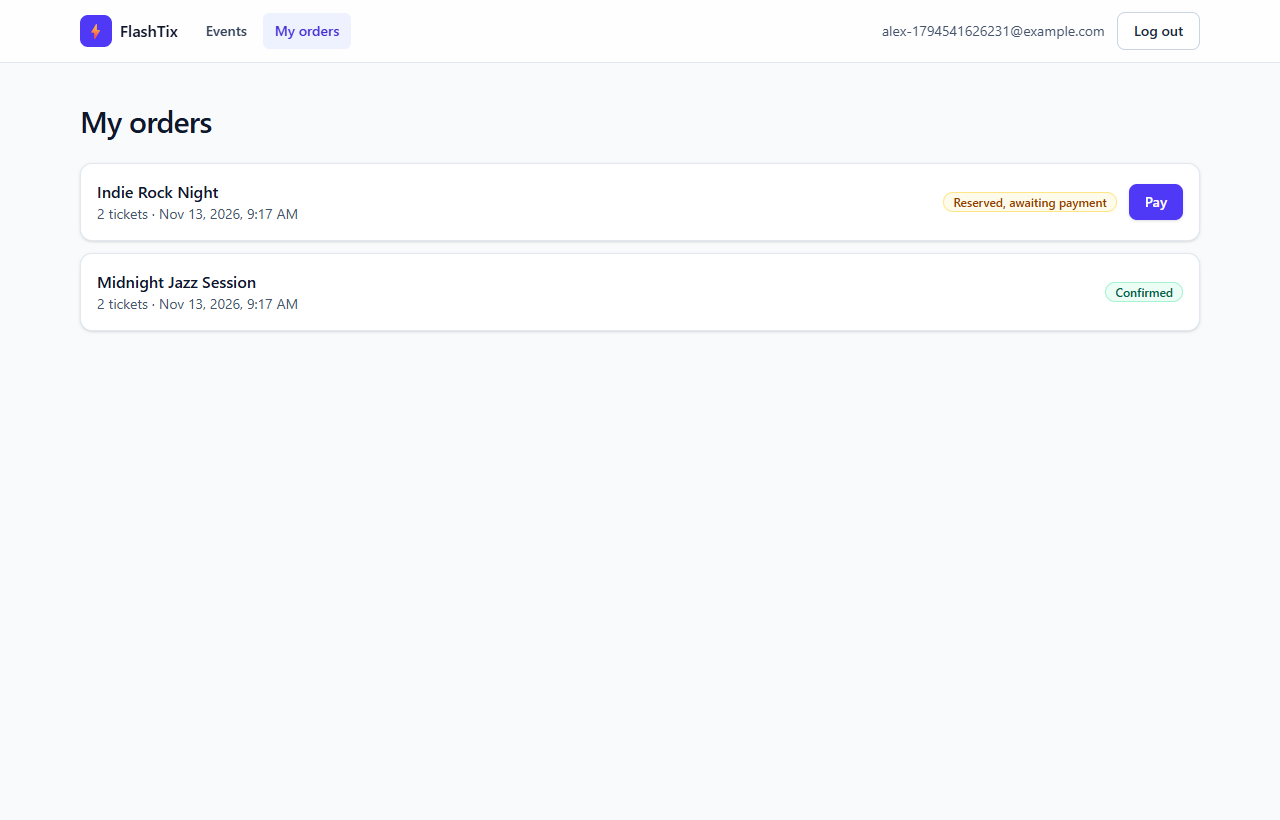 FlashTix Events My orders alex-1794541626231@example.com Log out
My orders
Indie Rock Night
2 tickets · Nov 13, 2026, 9:17 AM
Reserved, awaiting payment Pay
Midnight Jazz Session
2 tickets · Nov 13, 2026, 9:17 AM
Confirmed